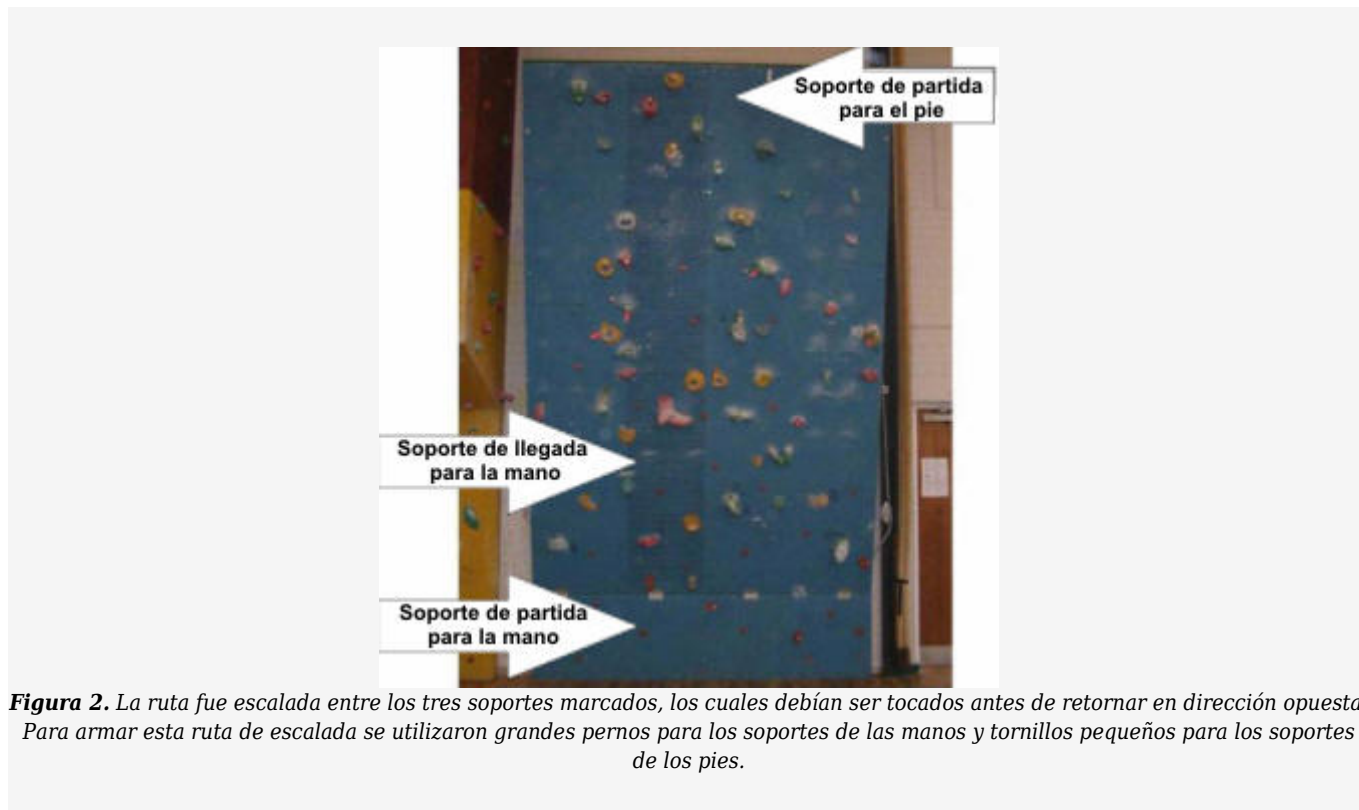 Soporte de partida
para el pie
Soporte de llegada
para la mano
Soporte de partida
para la mano
Figura 2. La ruta fue escalada entre los tres soportes marcados, los cuales debían ser tocados antes de retornar en dirección opuesta
Para armar esta ruta de escalada se utilizaron grandes pernos para los soportes de las manos y tornillos pequeños para los soportes
de los pies.